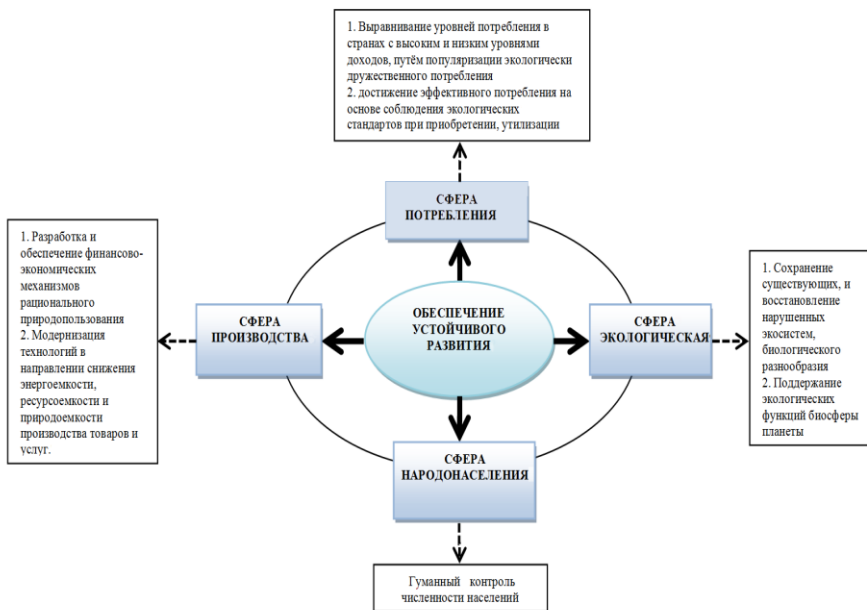 1. Выравнивание уровней потребления в
странах с высоким и низким уровнями
доходов, путём популяризации экологически
дружественного потребления
2. достижение эффективного потребления на
основе соблюдения экологических
стандартов при приобретении, утилизации
СФЕРА
ПОТРЕБЛЕНИЯ
1. Разработка и
обеспечение финансово-
экономических
механизмов
рационального
природопользования
2. Модернизация
технологий в
направлении снижения
энергоемкости,
ресурсоемкости и
природоемкости
производства товаров и
услуг.
СФЕРА
ПРОИЗВОДСТВА
ОБЕСПЕЧЕНИЕ
УСТОЙЧИВОГО
РАЗВИТИЯ
СФЕРА
ЭКОЛОГИЧЕСКАЯ
1. Сохранение
существующих, и
восстановление
нарушенных
экосистем,
биологического
разнообразия
2. Поддержание
экологических
функций биосферы
планеты
СФЕРА
НАРОДОНАСЕЛЕНИЯ
Гуманный контроль
численности населений